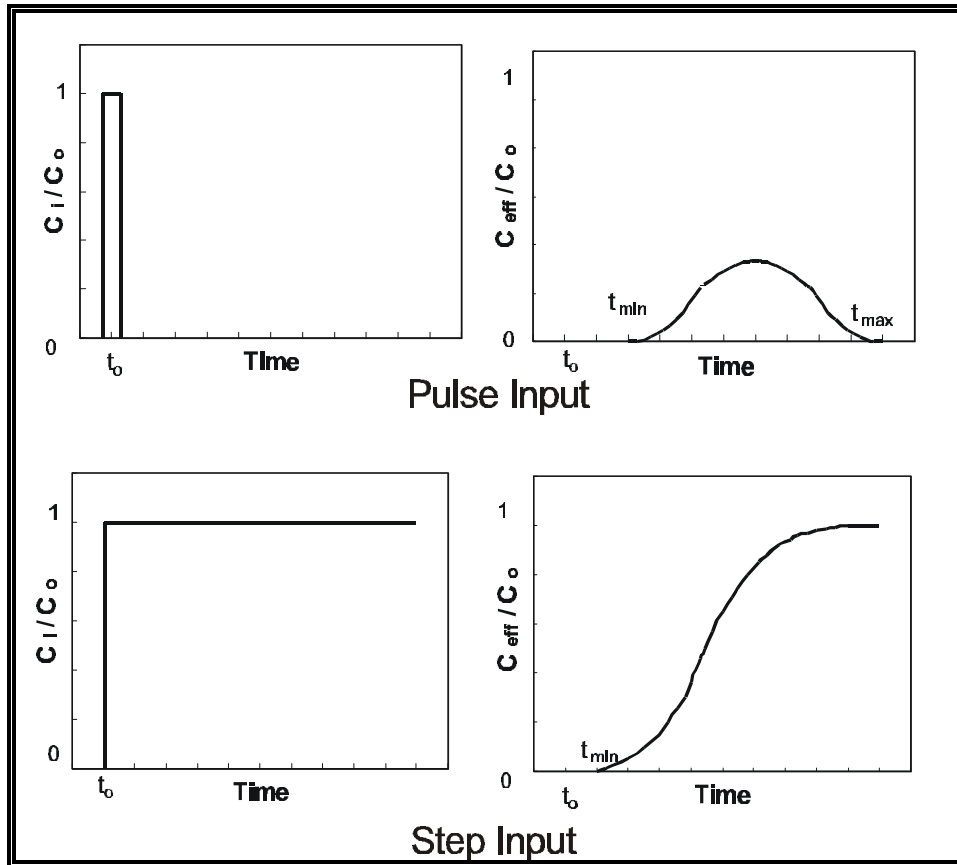 1
C i / C o
0
t o
Time
1
C eff / C o
0
t min
t max
t o
Time
Pulse Input
1
C i / C o
0
t o
Time
1
C eff / C o
0
t min
t o
Time
Step Input